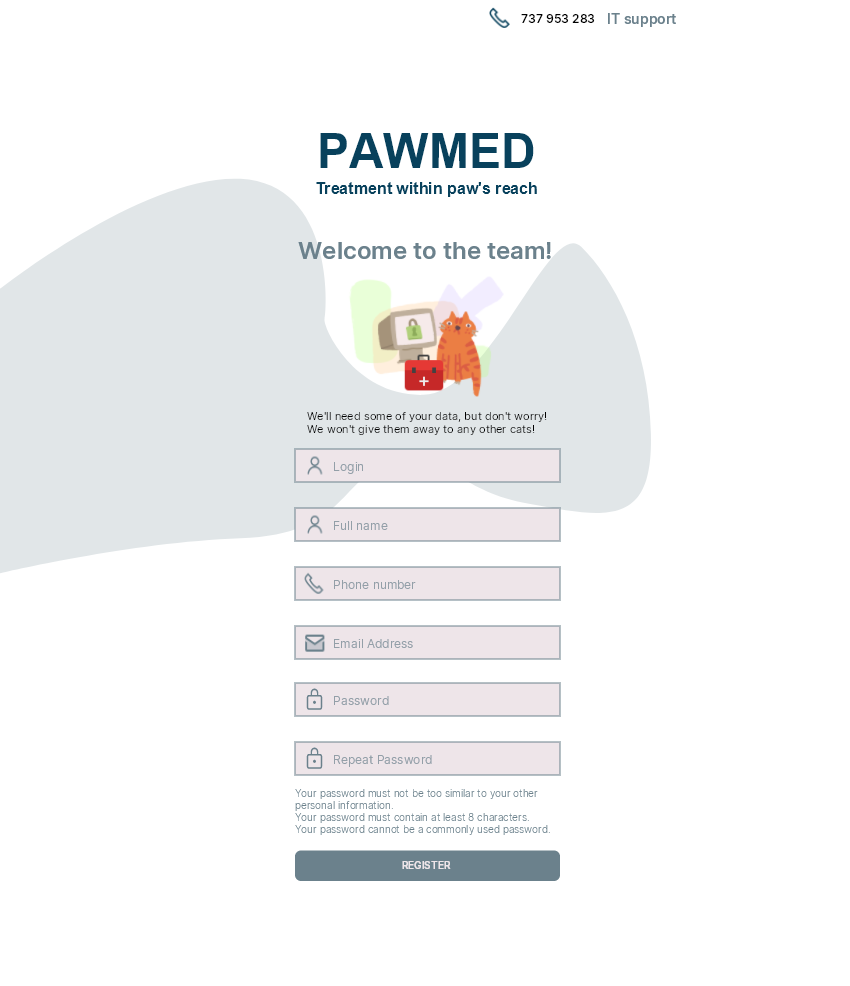 737 953 283 IT support
PAWMED
Treatment within paw's reach
Welcome to the team!
We'll need some of your data, but don't worry!
We won't give them away to any other cats!
Login
Full name
Phone number
Email Address
Password
Repeat Password
Your password must not be too similar to your other
personal information.
Your password must contain at least 8 characters.
Your password cannot be a commonly used password.
REGISTER